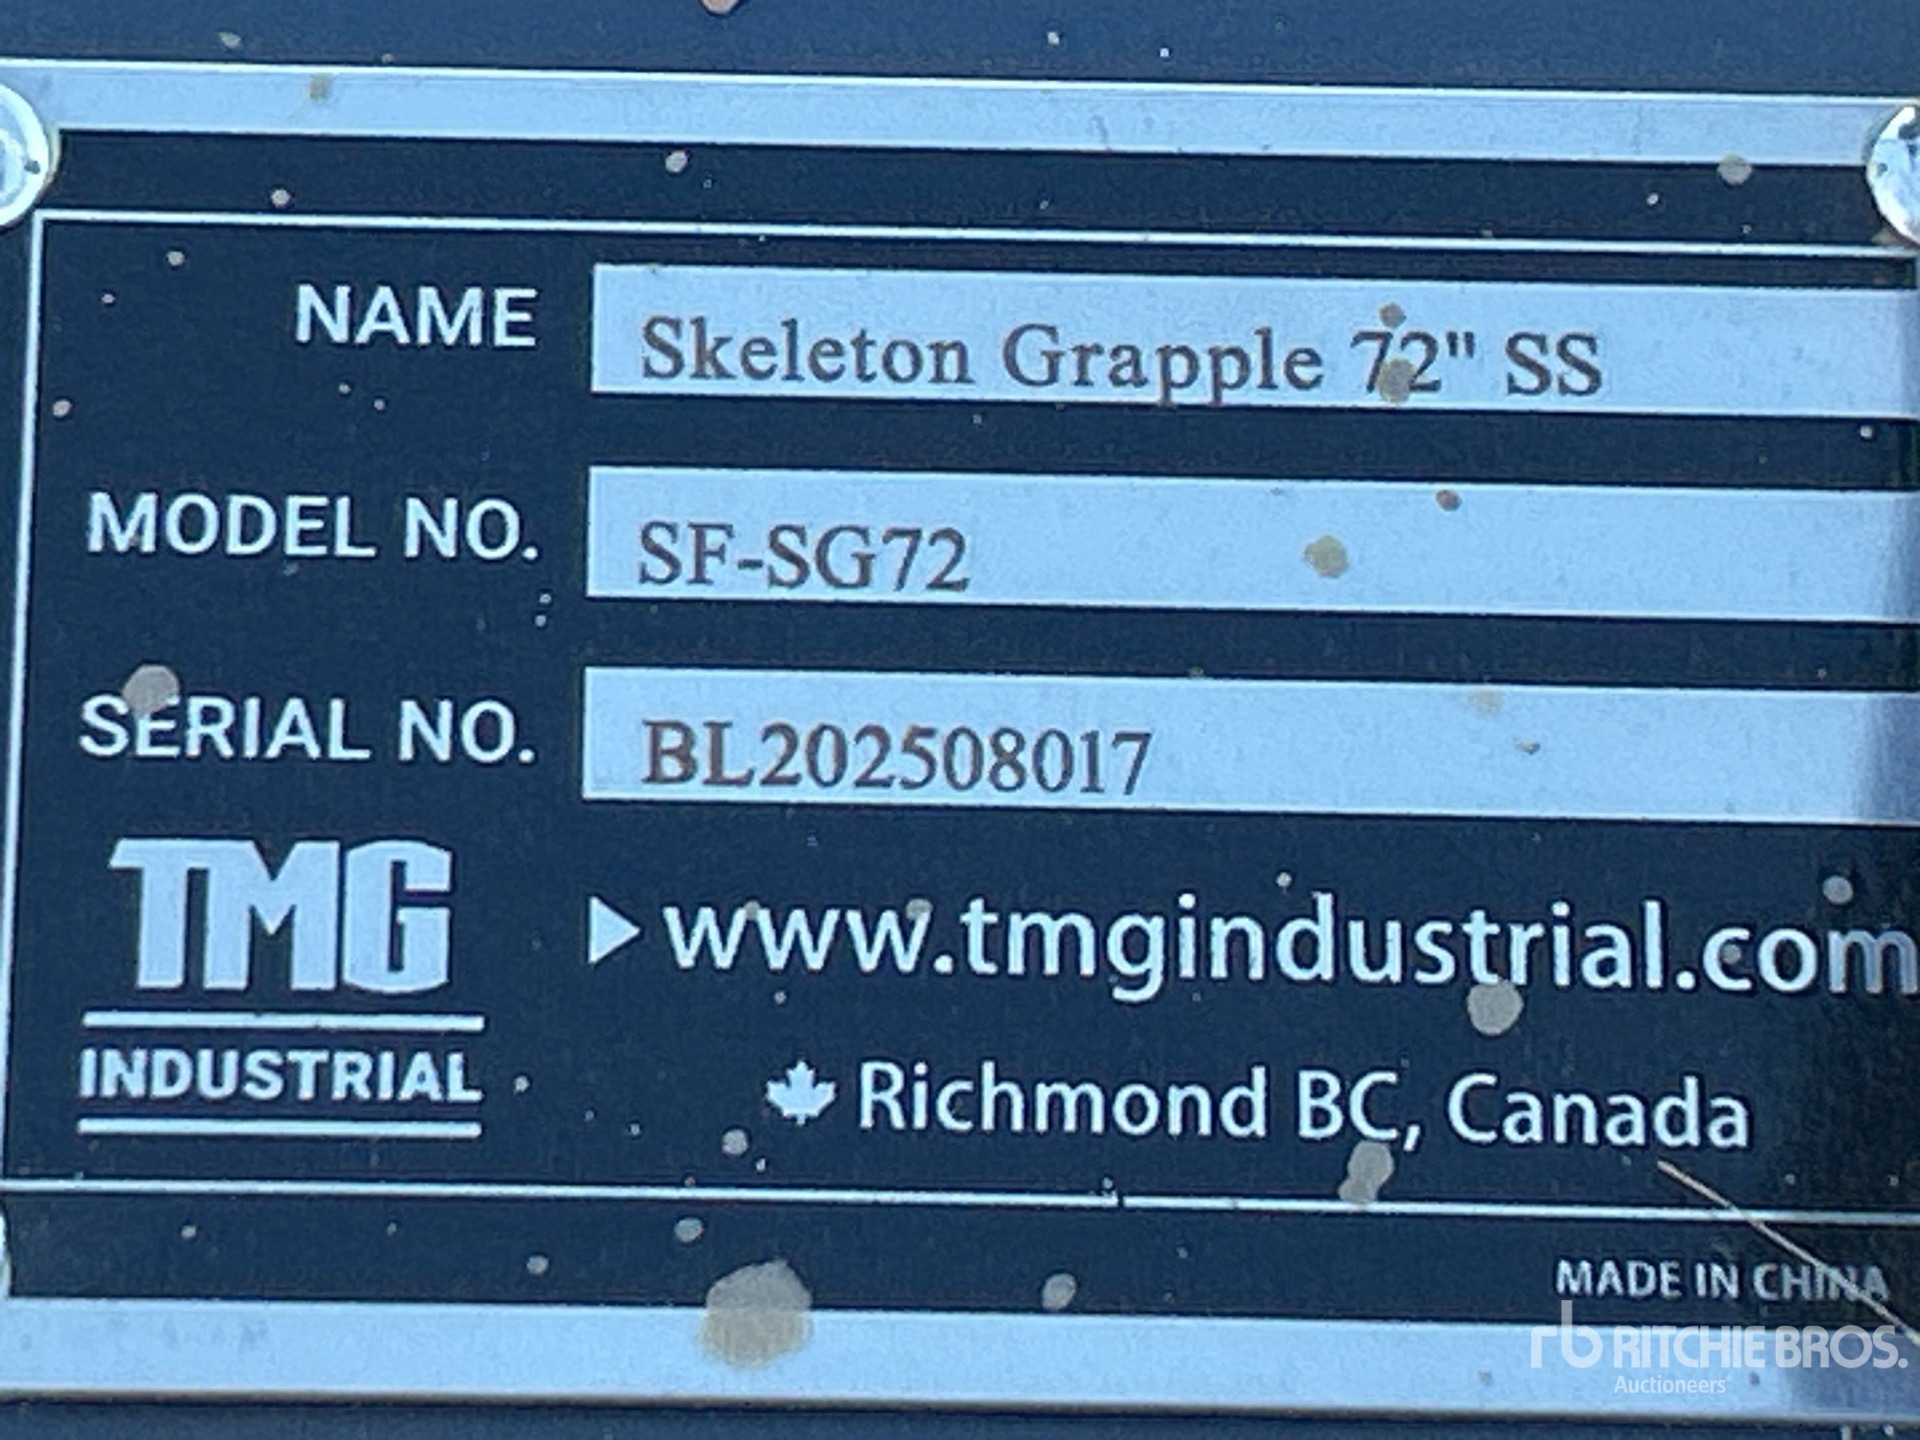 NAME Skeleton Grapple 72" SS
MODEL NO. SF-SG72
SERIAL NO. BL202508017
TMG
INDUSTRIAL
www.tmgindustrial.com
Richmond BC, Canada
MADE IN CHINA
rb RITCHIE BROS.
Auctioneers